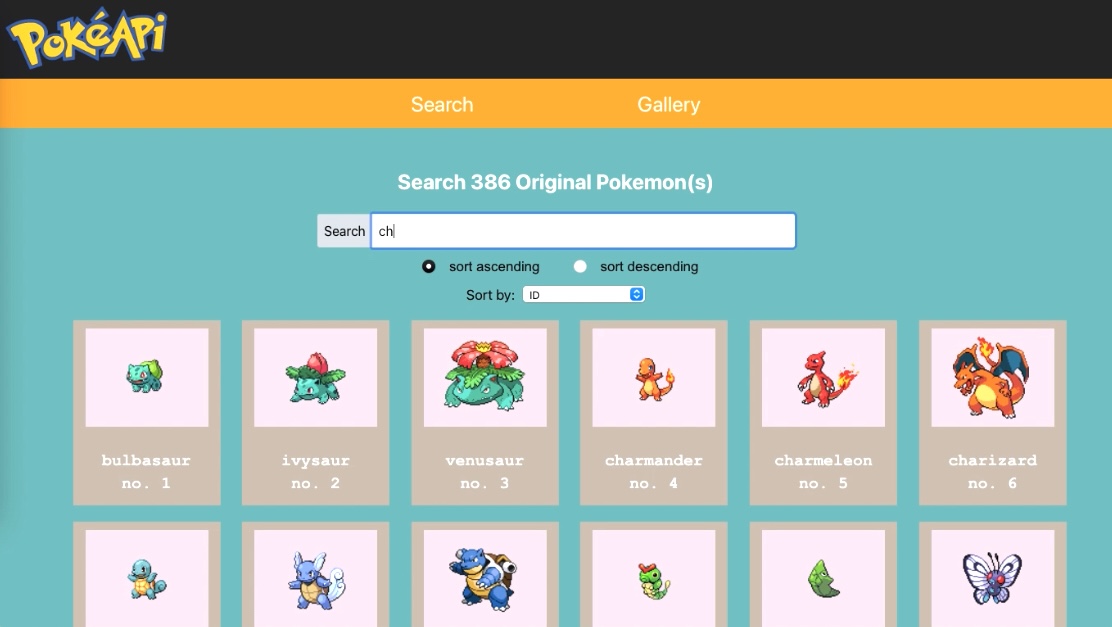 PokéApi
Search Gallery
Search 386 Original Pokemon(s)
Search ch
sort ascending sort descending
Sort by: ID
bulbasaur ivysaur venusaur charmander charmeleon charizard
no. 1 no. 2 no. 3 no. 4 no. 5 no. 6